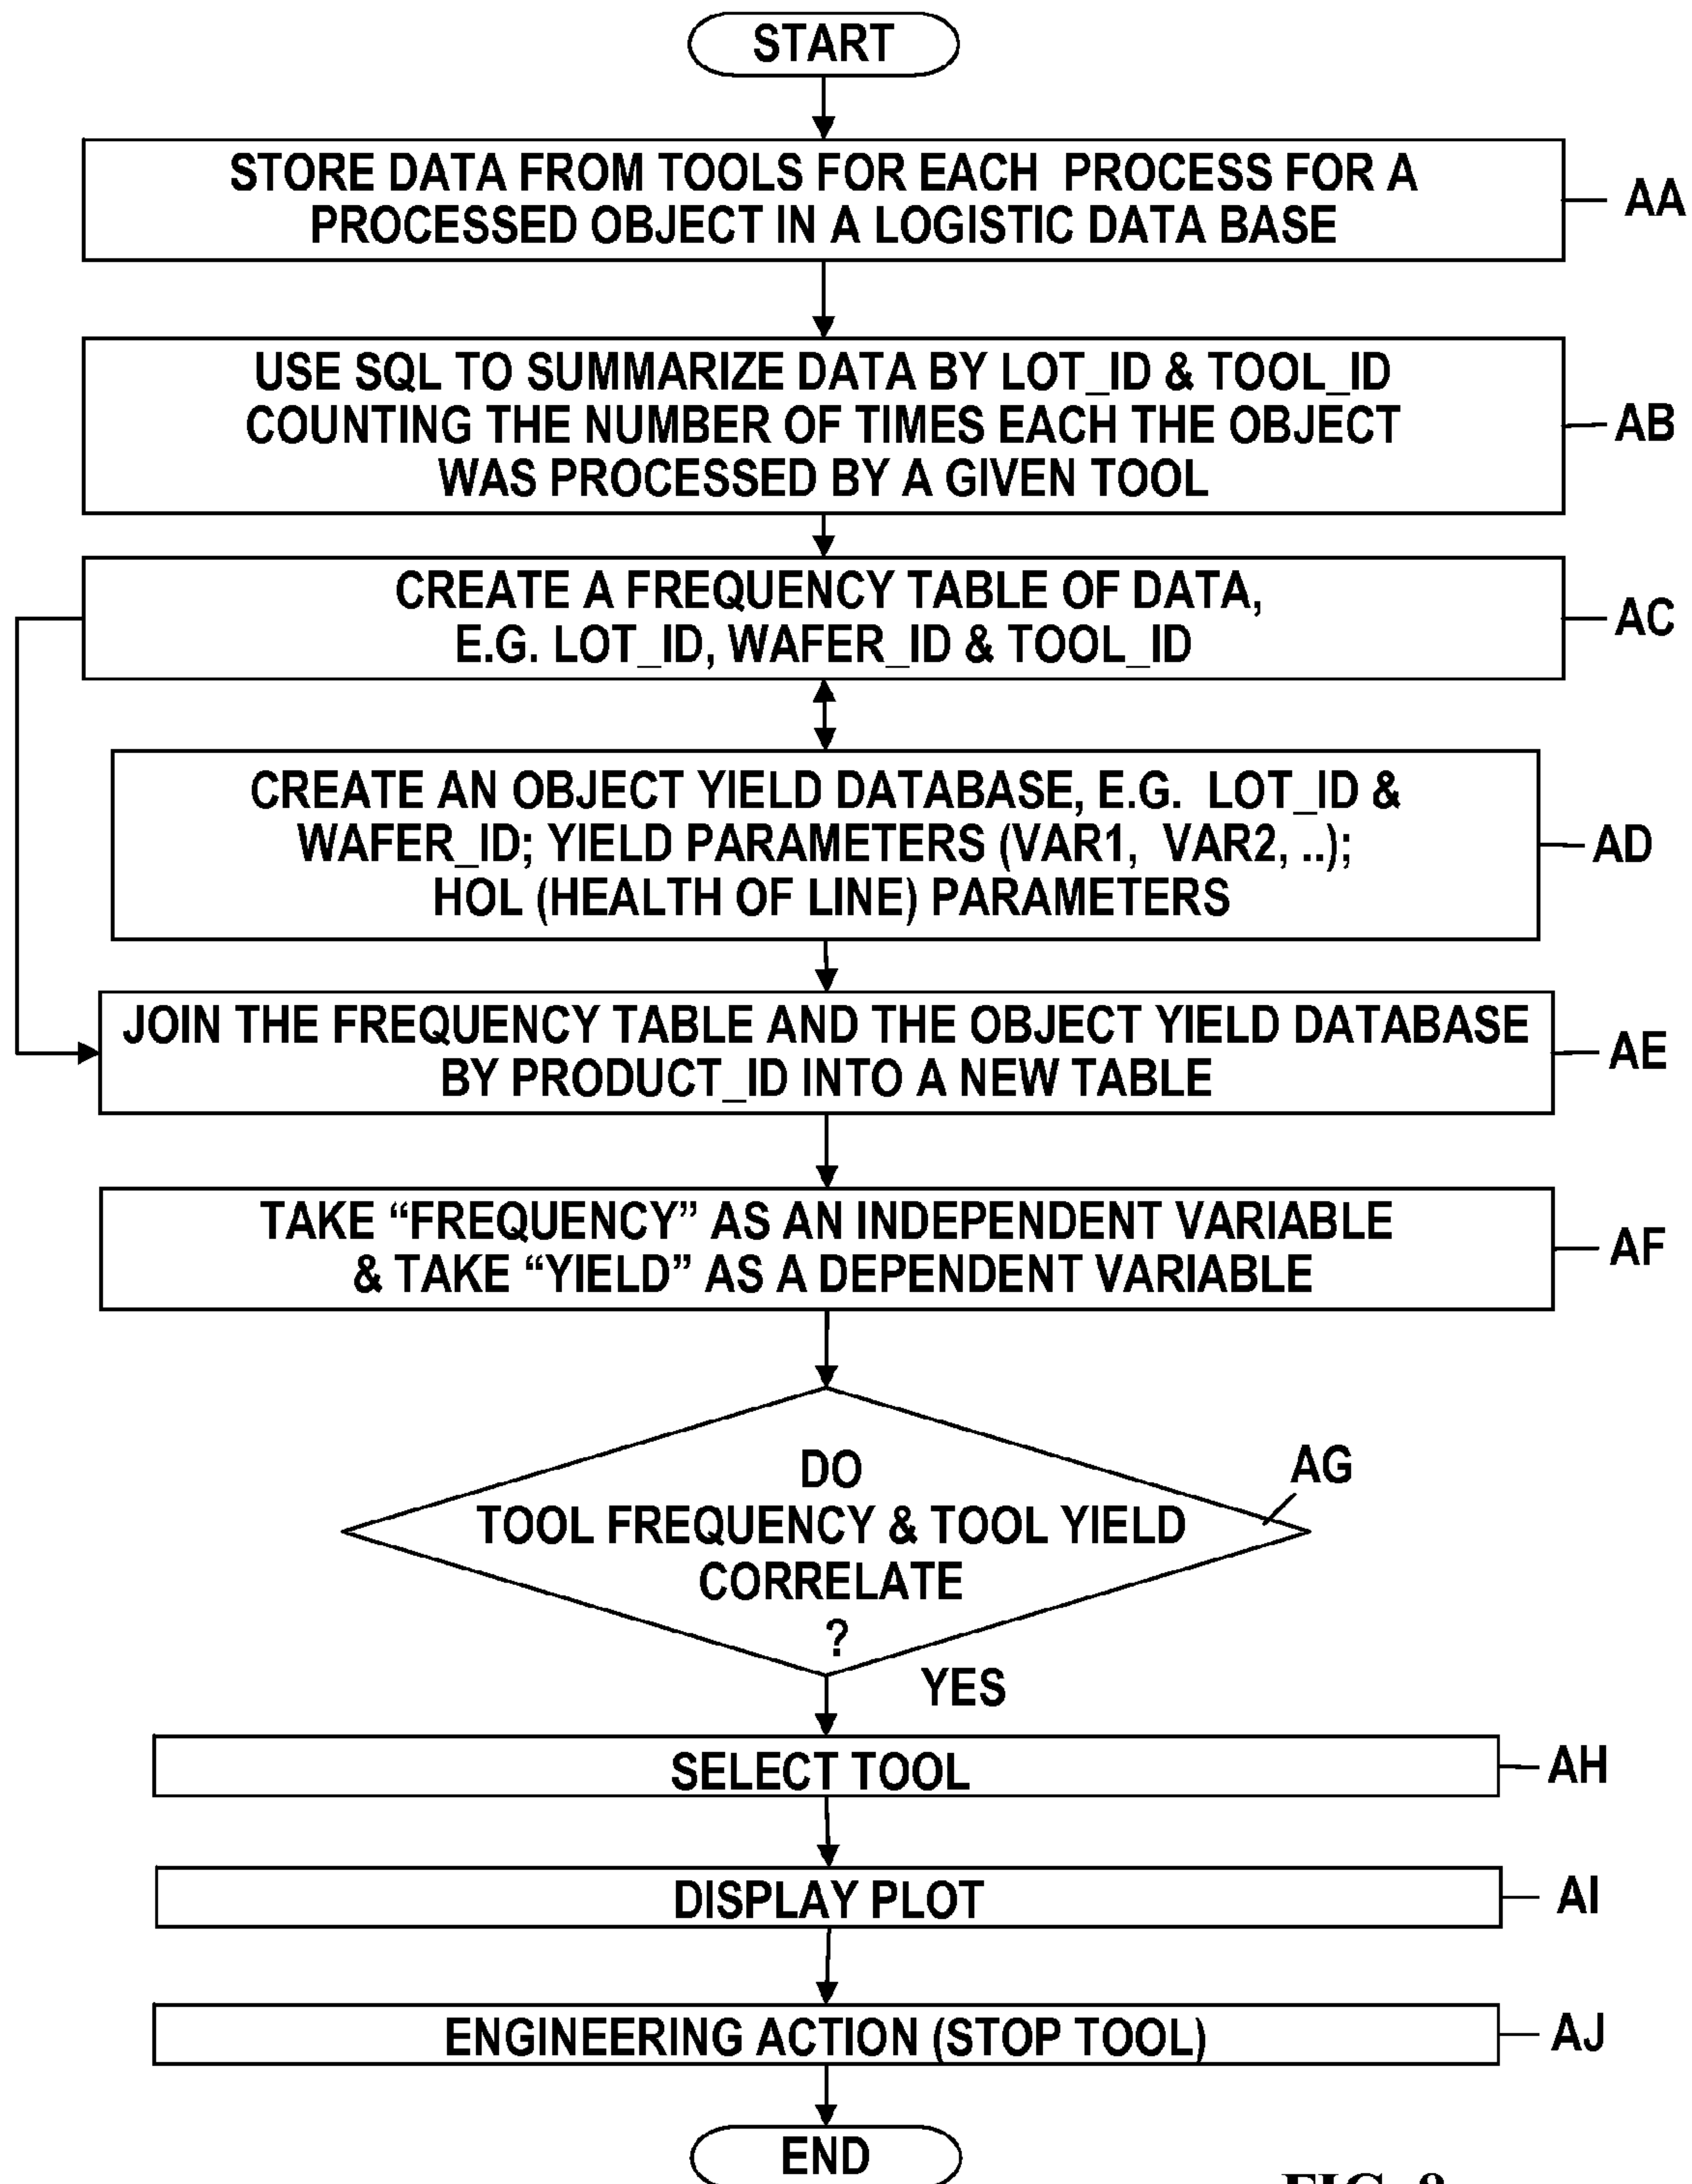 START
STORE DATA FROM TOOLS FOR EACH PROCESS FOR A
PROCESSED OBJECT IN A LOGISTIC DATA BASE
AA
USE SQL TO SUMMARIZE DATA BY LOT_ID & TOOL_ID
COUNTING THE NUMBER OF TIMES EACH THE OBJECT
WAS PROCESSED BY A GIVEN TOOL
AB
CREATE A FREQUENCY TABLE OF DATA,
E.G. LOT_ID, WAFER_ID & TOOL_ID
AC
CREATE AN OBJECT YIELD DATABASE, E.G. LOT_ID &
WAFER_ID; YIELD PARAMETERS (VAR1, VAR2, ..);
HOL (HEALTH OF LINE) PARAMETERS
AD
JOIN THE FREQUENCY TABLE AND THE OBJECT YIELD DATABASE
BY PRODUCT_ID INTO A NEW TABLE
AE
TAKE “FREQUENCY” AS AN INDEPENDENT VARIABLE
& TAKE “YIELD” AS A DEPENDENT VARIABLE
AF
DO
TOOL FREQUENCY & TOOL YIELD
CORRELATE
?
AG
YES
SELECT TOOL
AH
DISPLAY PLOT
AI
ENGINEERING ACTION (STOP TOOL)
AJ
END
FIG. 8